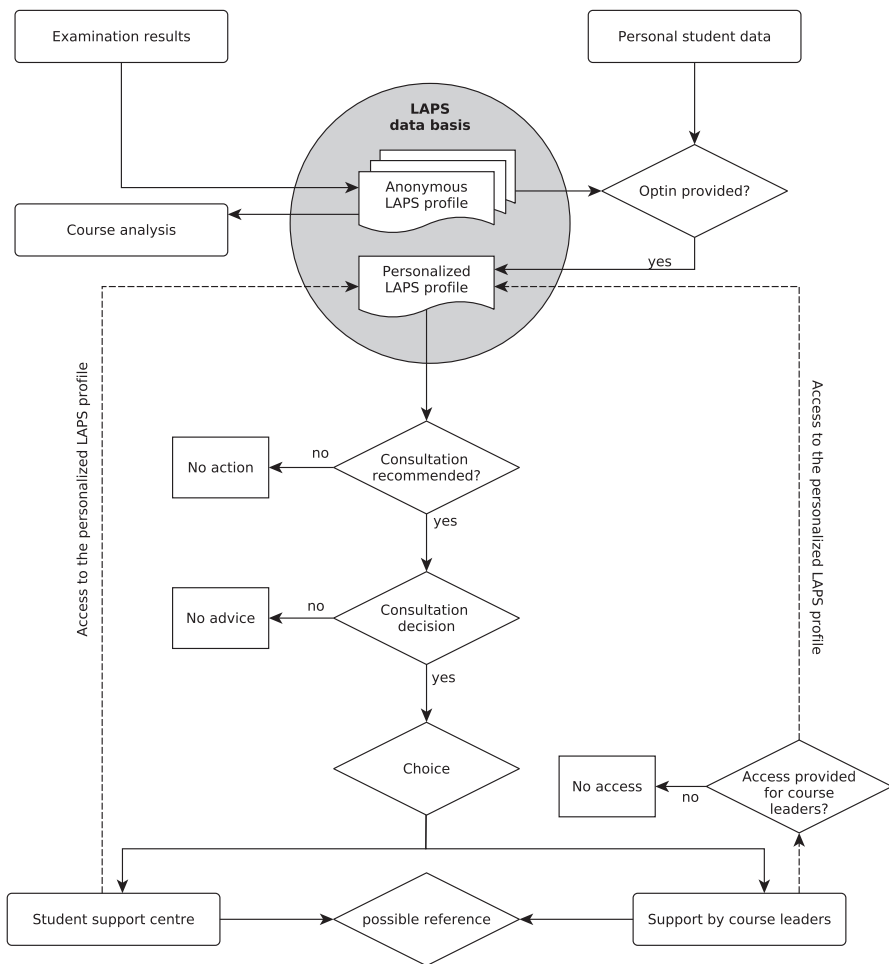 Examination results
Personal student data
LAPS
data basis
Anonymous
LAPS profile
Optin provided?
Course analysis
yes
Personalized
LAPS profile
Access to the personalized LAPS profile
Access to the personalized LAPS profile
Consultation
recommended?
no
No action
yes
Consultation
decision
no
No advice
yes
Choice
Access provided
for course
leaders?
no
No access
Student support centre
possible reference
Support by course leaders